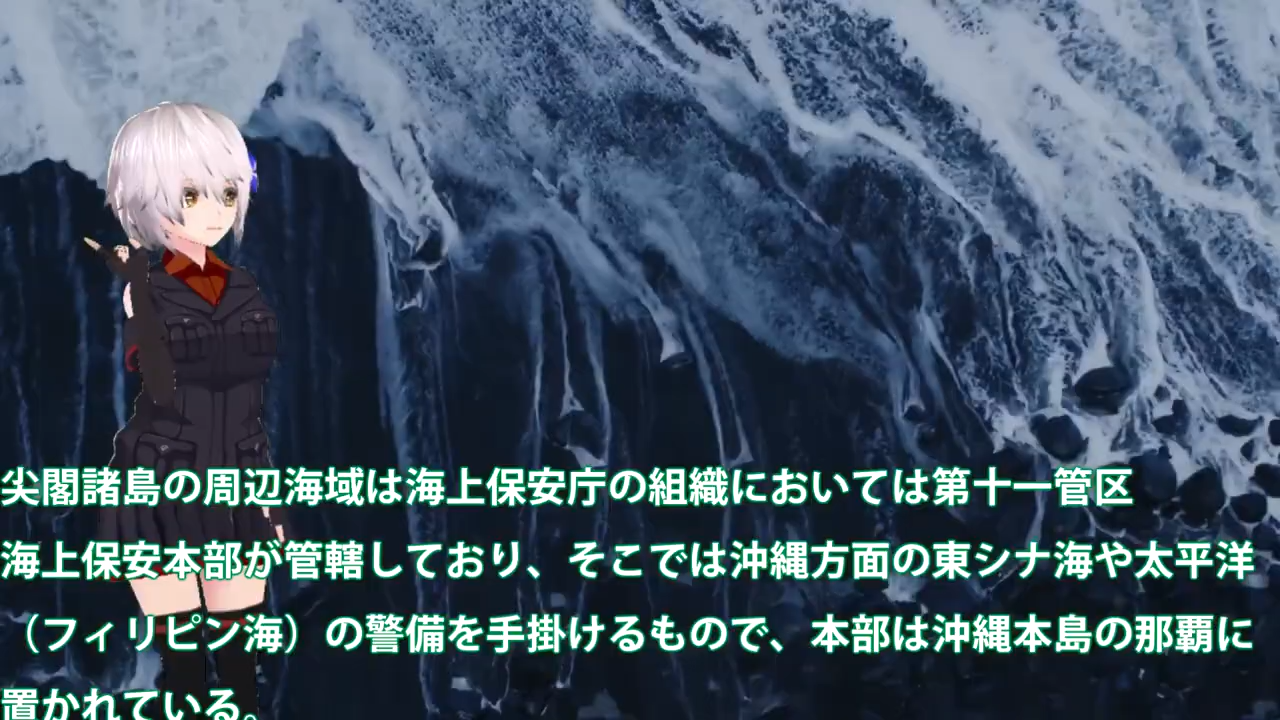 尖閣諸島の周辺海域は海上保安庁の組織においては第十一管区
海上保安本部が管轄しており、そこでは沖縄方面の東シナ海や太平洋
（フィリピン海）の警備を手掛けるもので、本部は沖縄本島の那覇に
置かれている。